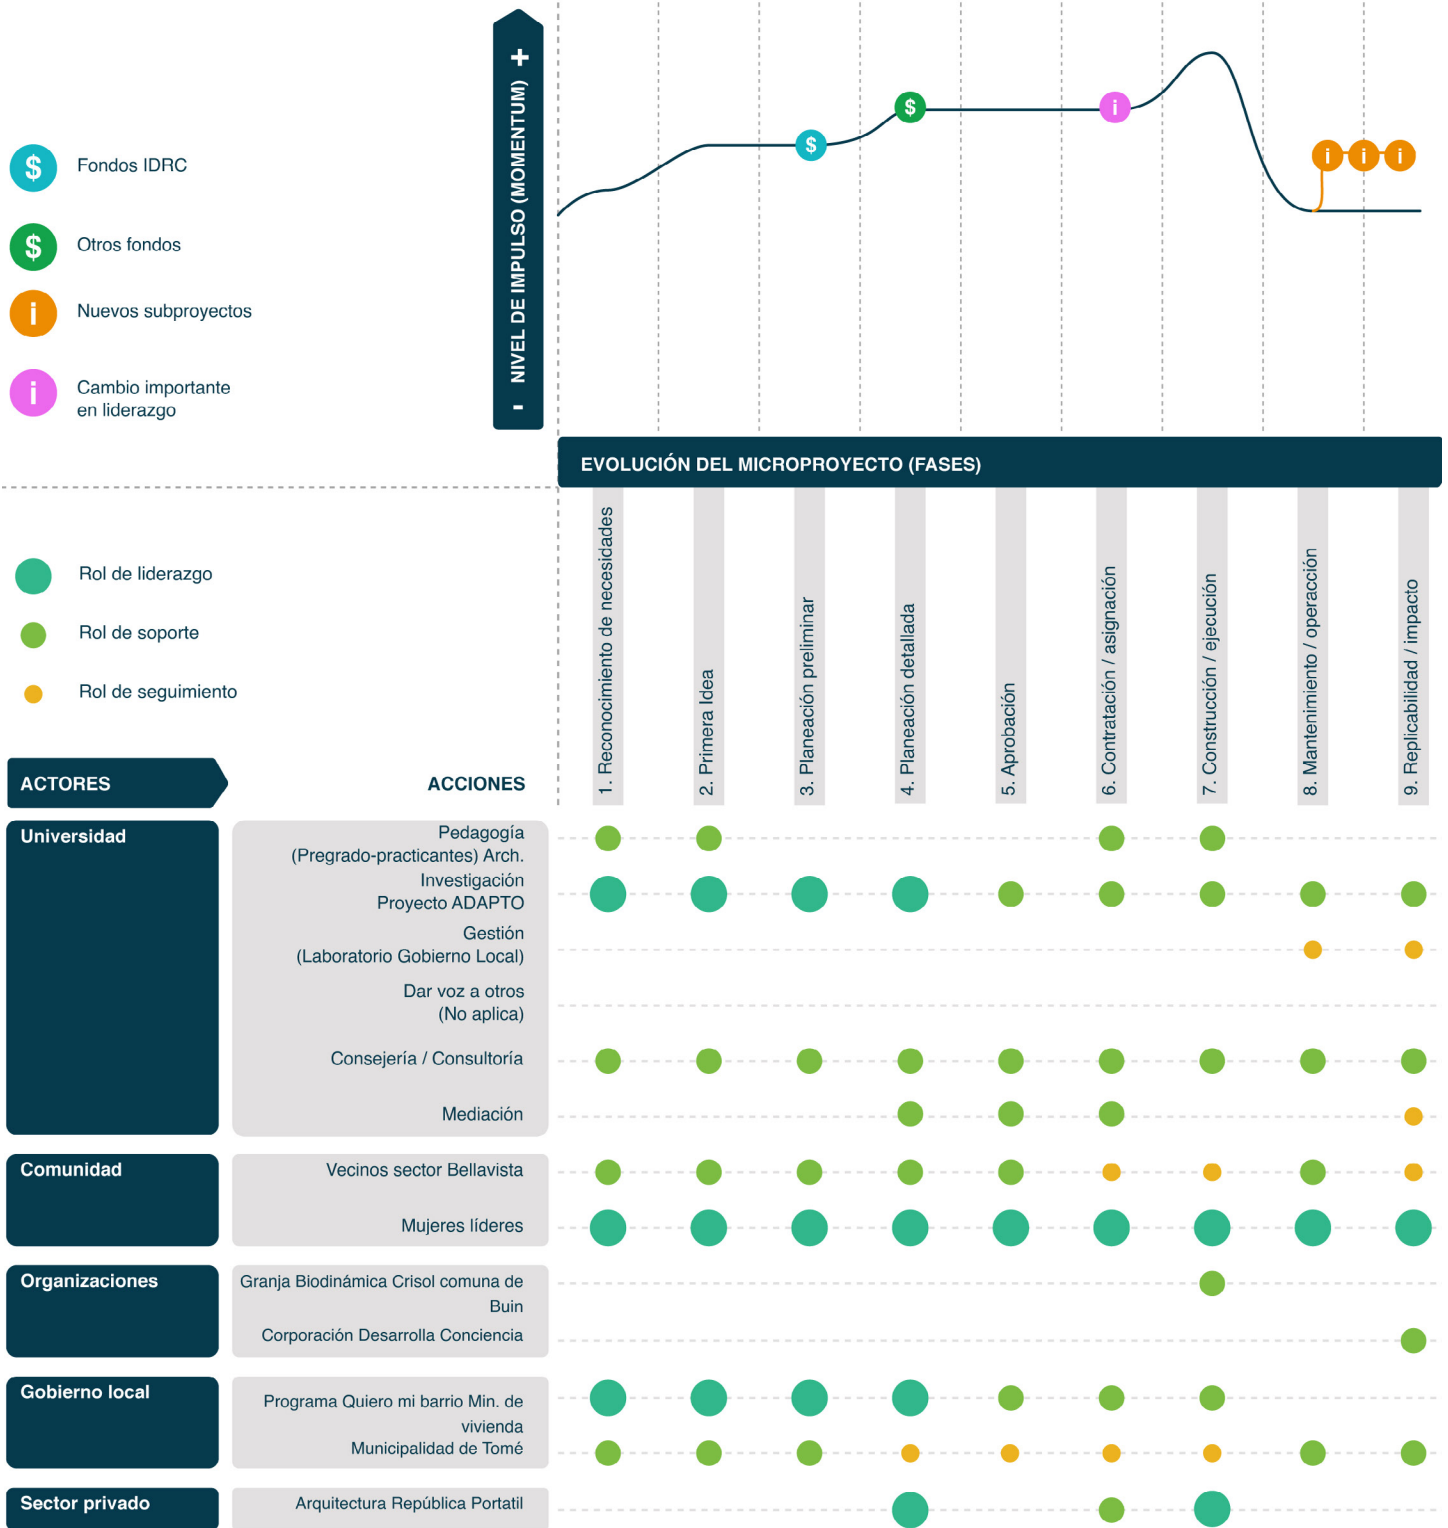 +
NIVEL DE IMPULSO (MOMENTUM)
-
$
$
i
i
i
i
$
Fondos IDRC
$
Otros fondos
i
Nuevos subproyectos
i
Cambio importante
en liderazgo
EVOLUCIÓN DEL MICROPROYECTO (FASES)
Rol de liderazgo
Rol de soporte
Rol de seguimiento
1. Reconocimiento de necesidades
2. Primera Idea
3. Planeación preliminar
4. Planeación detallada
5. Aprobación
6. Contratación / asignación
7. Construcción / ejecución
8. Mantenimiento / operacción
9. Replicabilidad / impacto
ACTORES
ACCIONES
Universidad
Pedagogía
(Pregrado-practicantes) Arch.
Investigación
Proyecto ADAPTO
Gestión
(Laboratorio Gobierno Local)
Dar voz a otros
(No aplica)
Consejería / Consultoría
Mediación
Comunidad
Vecinos sector Bellavista
Mujeres líderes
Organizaciones
Granja Biodinámica Crisol comuna de
Buin
Corporación Desarrolla Conciencia
Gobierno local
Programa Quiero mi barrio Min. de
vivienda
Municipalidad de Tomé
Sector privado
Arquitectura República Portatil